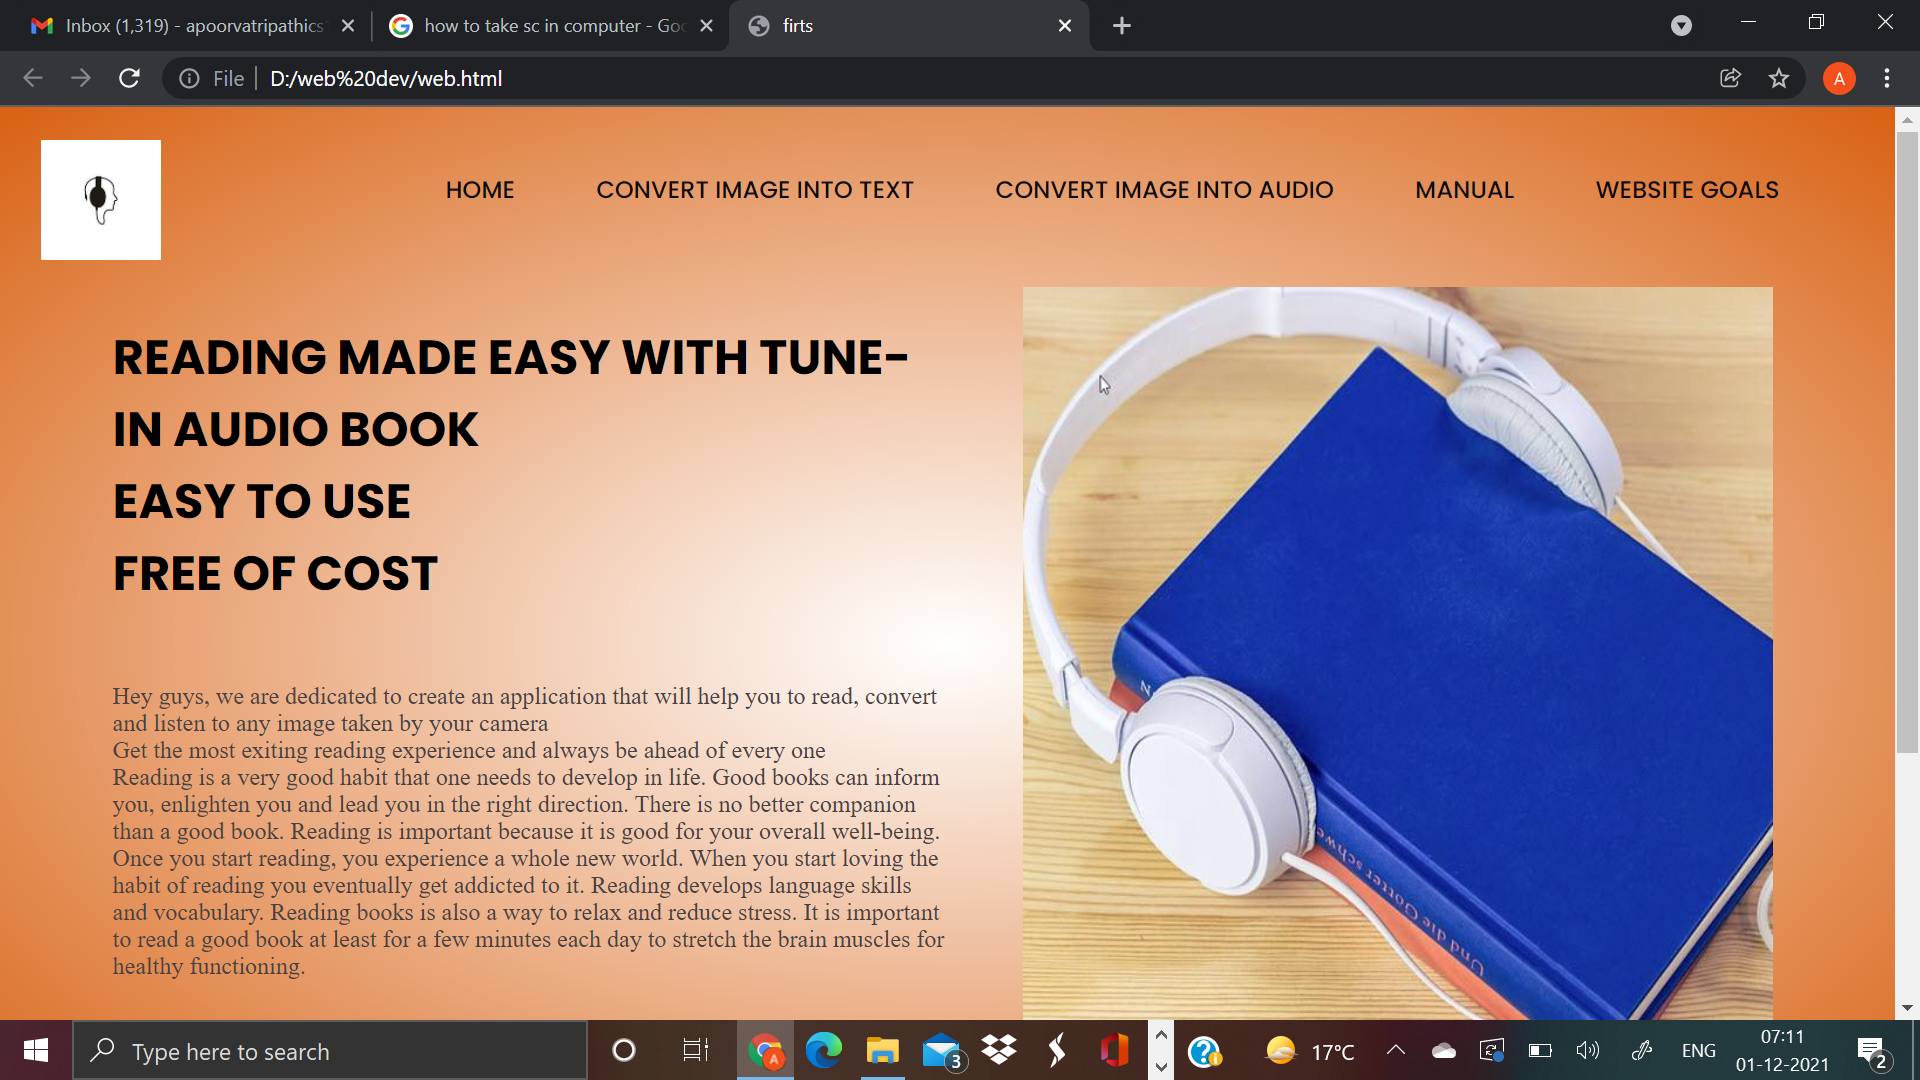 Inbox (1,319) - apoorvatripathics
how to take sc in computer - Goo
firts
File
D:/web%20dev/web.html
A
HOME
CONVERT IMAGE INTO TEXT
CONVERT IMAGE INTO AUDIO
MANUAL
WEBSITE GOALS
READING MADE EASY WITH TUNE-
IN AUDIO BOOK
EASY TO USE
FREE OF COST
Hey guys, we are dedicated to create an application that will help you to read, convert
and listen to any image taken by your camera
Get the most exiting reading experience and always be ahead of every one
Reading is a very good habit that one needs to develop in life. Good books can inform
you, enlighten you and lead you in the right direction. There is no better companion
than a good book. Reading is important because it is good for your overall well-being.
Once you start reading, you experience a whole new world. When you start loving the
habit of reading you eventually get addicted to it. Reading develops language skills
and vocabulary. Reading books is also a way to relax and reduce stress. It is important
to read a good book at least for a few minutes each day to stretch the brain muscles for
healthy functioning.
Und die Götter schwe
Type here to search
A
3
17°C
ENG
07:11
01-12-2021
2